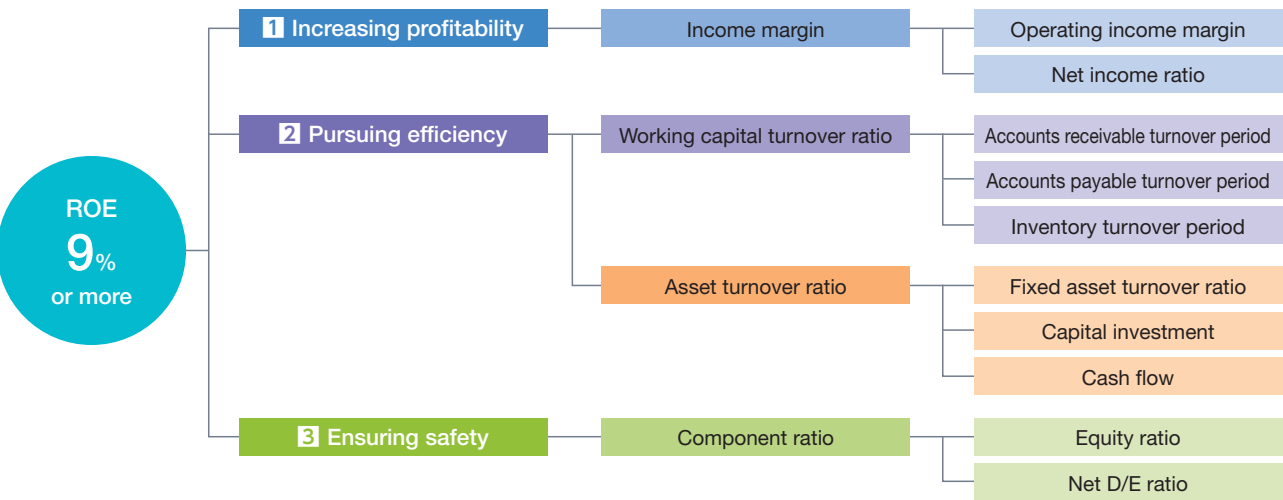 ROE
9%
or more
1 Increasing profitability
Income margin
Operating income margin
Net income ratio
2 Pursuing efficiency
Working capital turnover ratio
Accounts receivable turnover period
Accounts payable turnover period
Inventory turnover period
Asset turnover ratio
Fixed asset turnover ratio
Capital investment
Cash flow
3 Ensuring safety
Component ratio
Equity ratio
Net D/E ratio